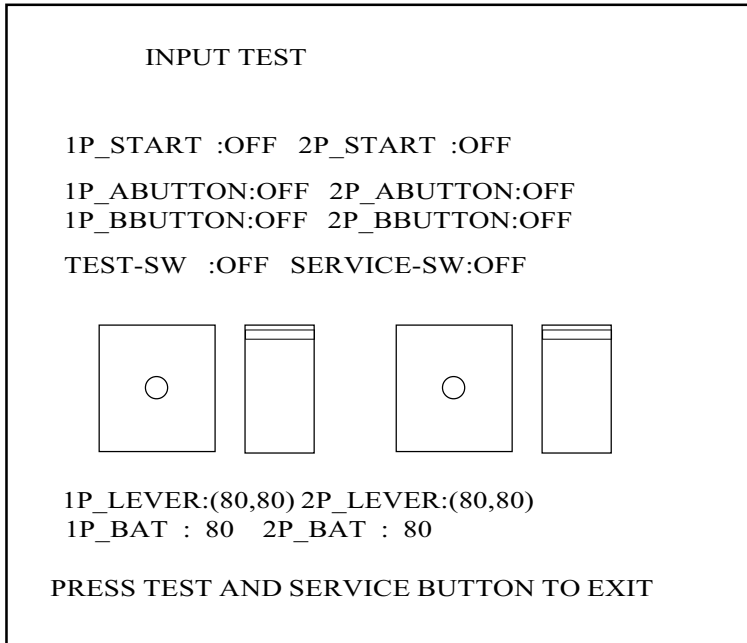 INPUT TEST
1P_START :OFF 2P_START :OFF
1P_ABUTTON:OFF 2P_ABUTTON:OFF
1P_BBUTTON:OFF 2P_BBUTTON:OFF
TEST-SW :OFF SERVICE-SW:OFF
1P_LEVER:(80,80) 2P_LEVER:(80,80)
1P_BAT : 80 2P_BAT : 80
PRESS TEST AND SERVICE BUTTON TO EXIT